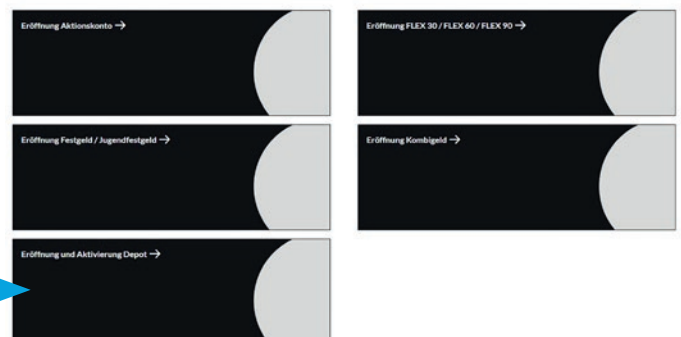 Eröffnung Aktionskonto →
Eröffnung FLEX 30 / FLEX 60 / FLEX 90 →
Eröffnung Festgeld / Jugendfestgeld →
Eröffnung Kombigeld →
Eröffnung und Aktivierung Depot →